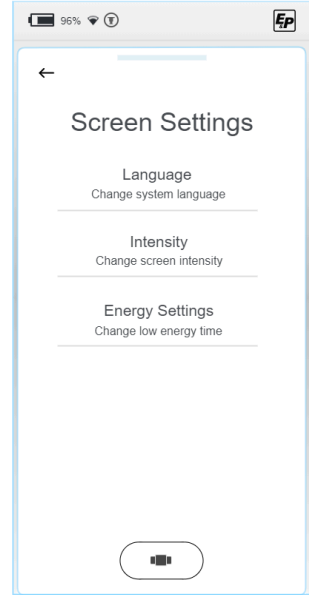 96%
EP
Screen Settings
Language
Change system language
Intensity
Change screen intensity
Energy Settings
Change low energy time